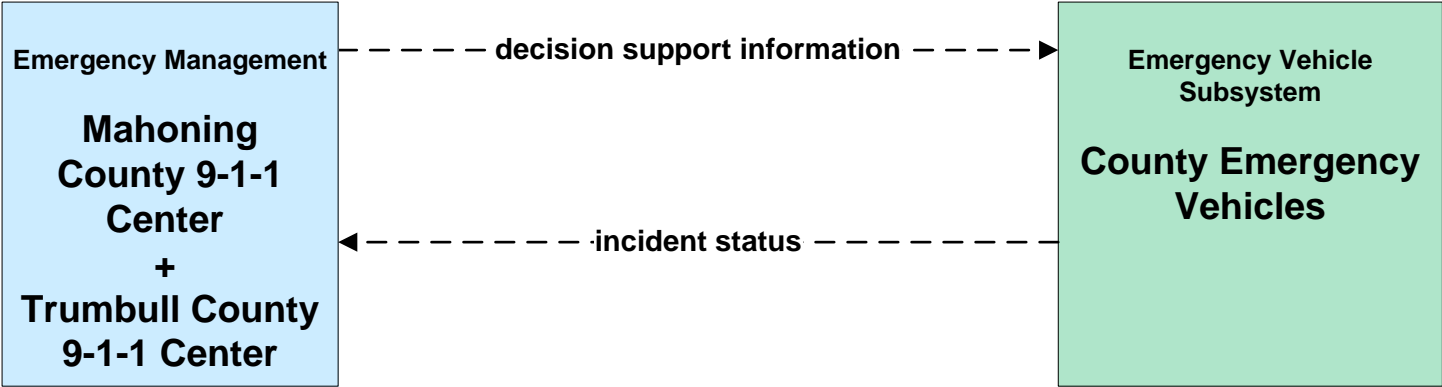 Emergency Management
Mahoning
County 9-1-1
Center
+
Trumbull County
9-1-1 Center
decision support information
incident status
Emergency Vehicle
Subsystem
County Emergency
Vehicles